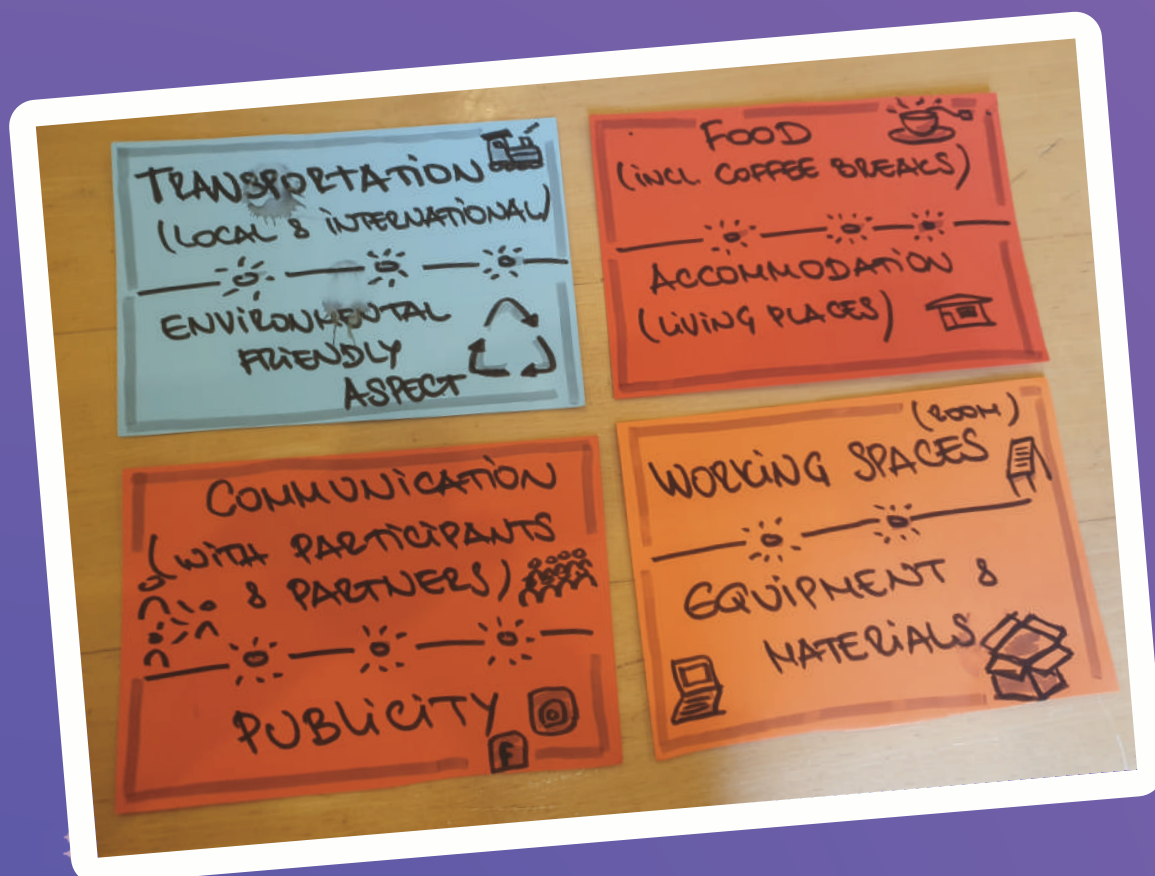 TRANSPORTATION
(LOCAL & INTERNATIONAL)
ENVIRONMENTAL
FRIENDLY
ASPECT
FOOD
(INCL. COFFEE BREAKS)
ACCOMMODATION
(LIVING PLACES)
COMMUNICATION
(WITH PARTICIPANTS
& PARTNERS)
PUBLICITY
F
(ROOM)
WORKING SPACES
EQUIPMENT &
MATERIALS